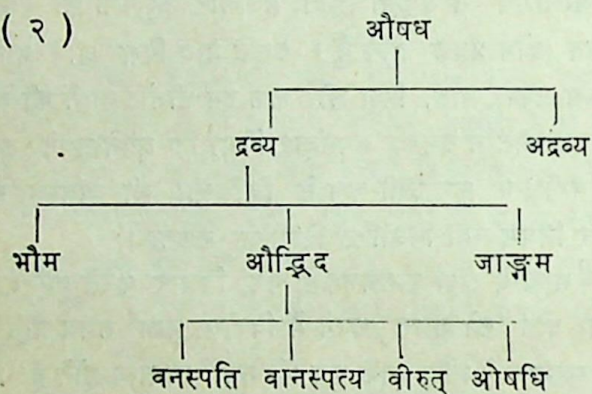 ( २ ) औषध
द्रव्य अद्रव्य
भौम औद्भिद जाङ्गम
वनस्पति वानस्पत्य वीरुत् ओषधि